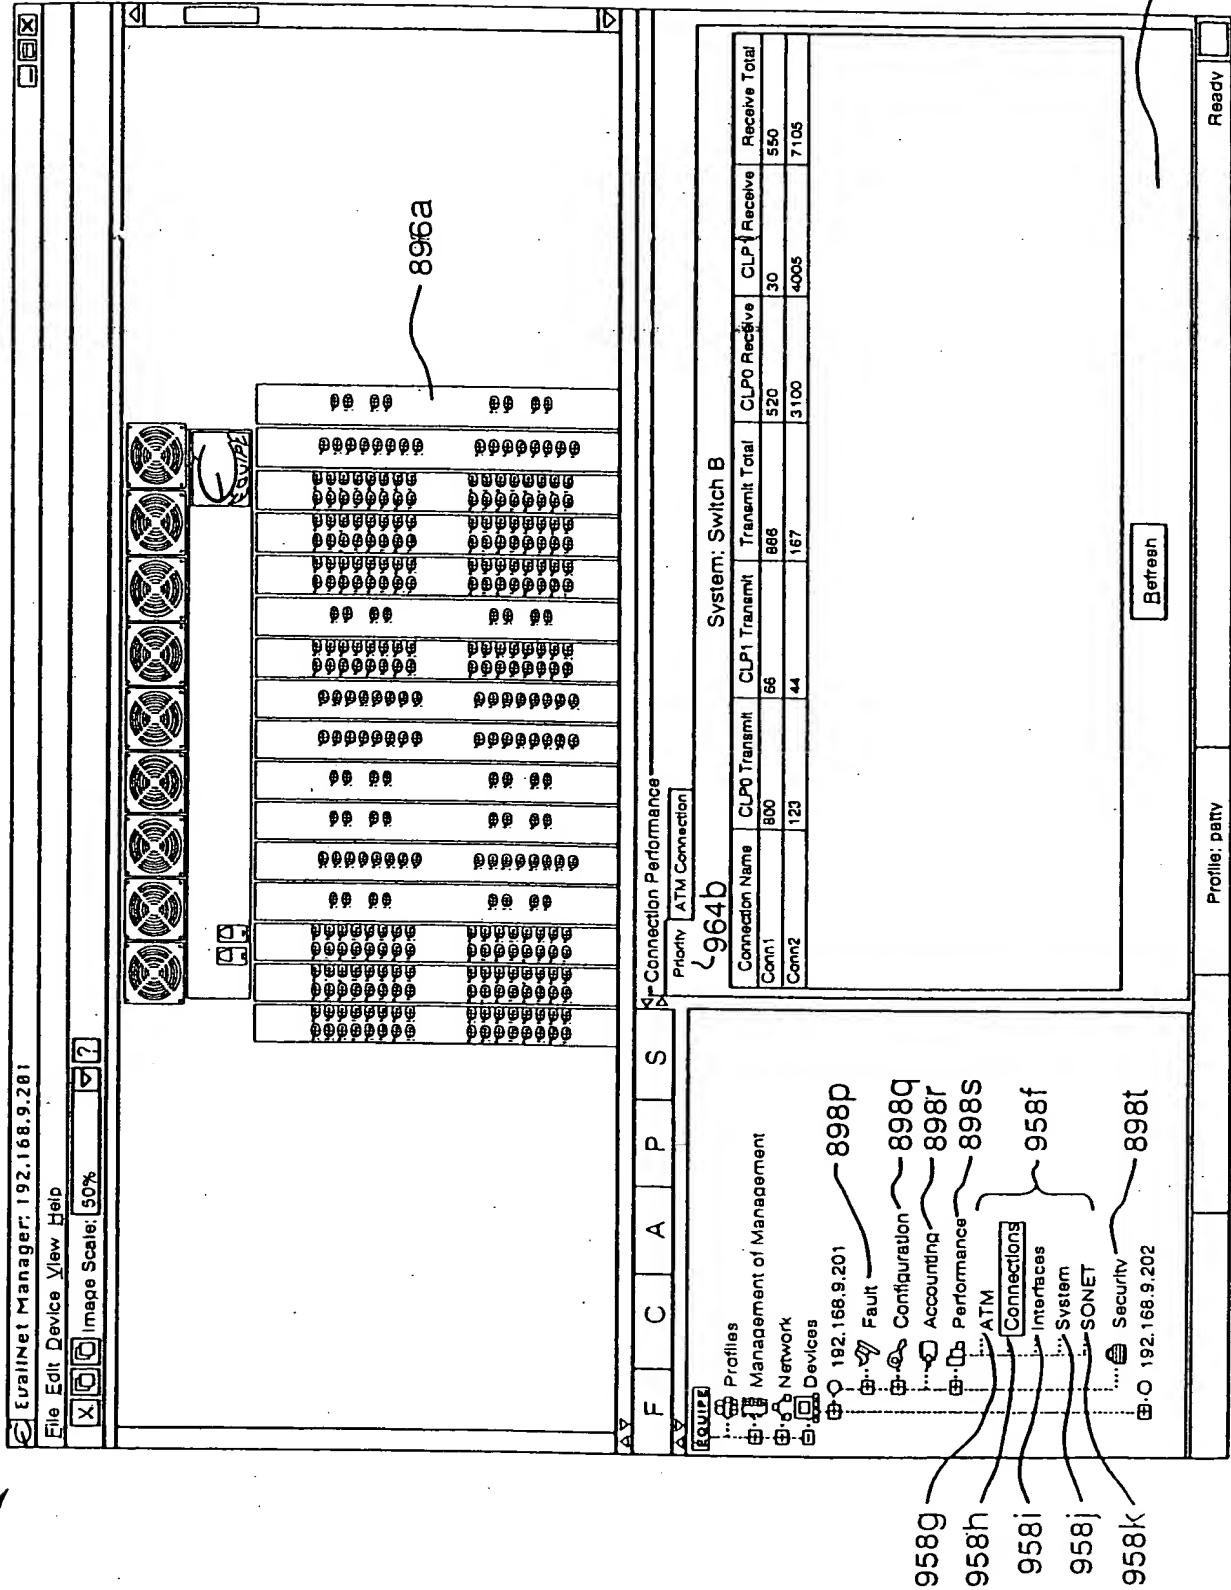 EualiNet Manager: 192.168.9.201
File Edit Device View Help
Image Scale: 50%
?
EQUIPE
896a
F C A P S
EQUIPE
Profiles
Management of Management
Network
Devices
192.168.9.201
Fault
Configuration
Accounting
Performance
ATM
Connections
Interfaces
System
SONET
Security
192.168.9.202
898p
898q
898r
898s
958f
898t
958g
958h
958i
958j
958k
Connection Performance
Priority ATM Connection
964b
System: Switch B
Connection Name CLP0 Transmit CLP1 Transmit Transmit Total CLP0 Receive CLP1 Receive Receive Total
Conn1 800 66 866 520 30 550
Conn2 123 44 167 3100 4005 7105
Refresh
Profile: patty
Ready